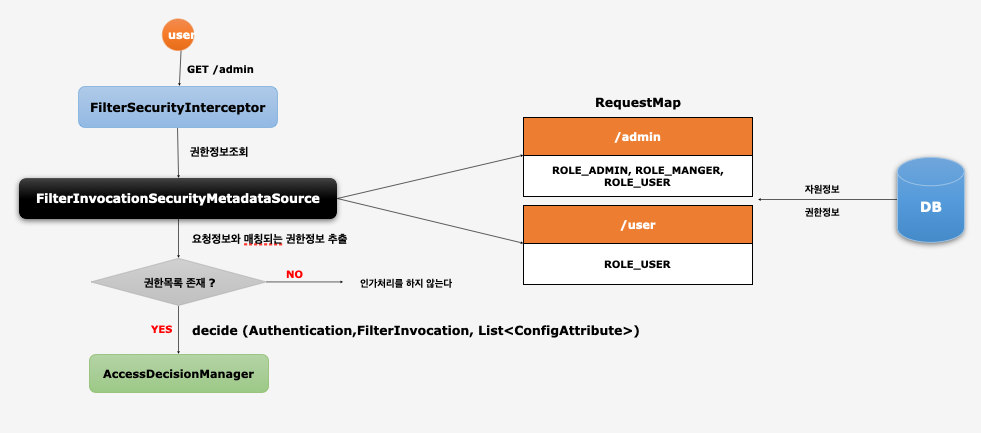 user
GET /admin
FilterSecurityInterceptor
권한정보조회
FilterInvocationSecurityMetadataSource
요청정보와 매칭되는 권한정보 추출
권한목록 존재 ?
NO
인가처리를 하지 않는다
YES
decide (Authentication,FilterInvocation, List<ConfigAttribute>)
AccessDecisionManager
RequestMap
/admin
ROLE_ADMIN, ROLE_MANGER,
ROLE_USER
/user
ROLE_USER
자원정보
권한정보
DB